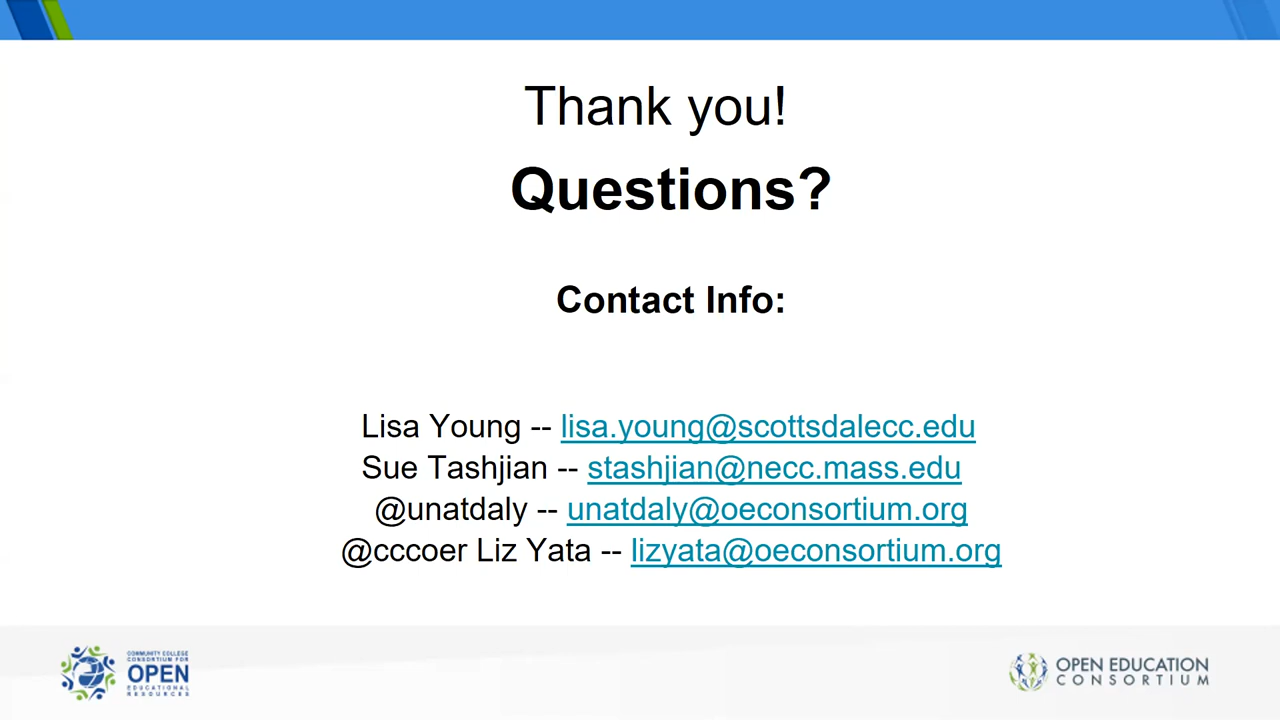 Thank you!
Questions?
Contact Info:
Lisa Young -- lisa.young@scottsdalecc.edu
Sue Tashjian -- stashjian@necc.mass.edu
@unatdaly -- unatdaly@oeconsortium.org
@cccoer Liz Yata -- lizyata@oeconsortium.org
COMMUNITY COLLEGE
CONSORTIUM FOR
OPEN
EDUCATIONAL
RESOURCES
OPEN EDUCATION
CONSORTIUM